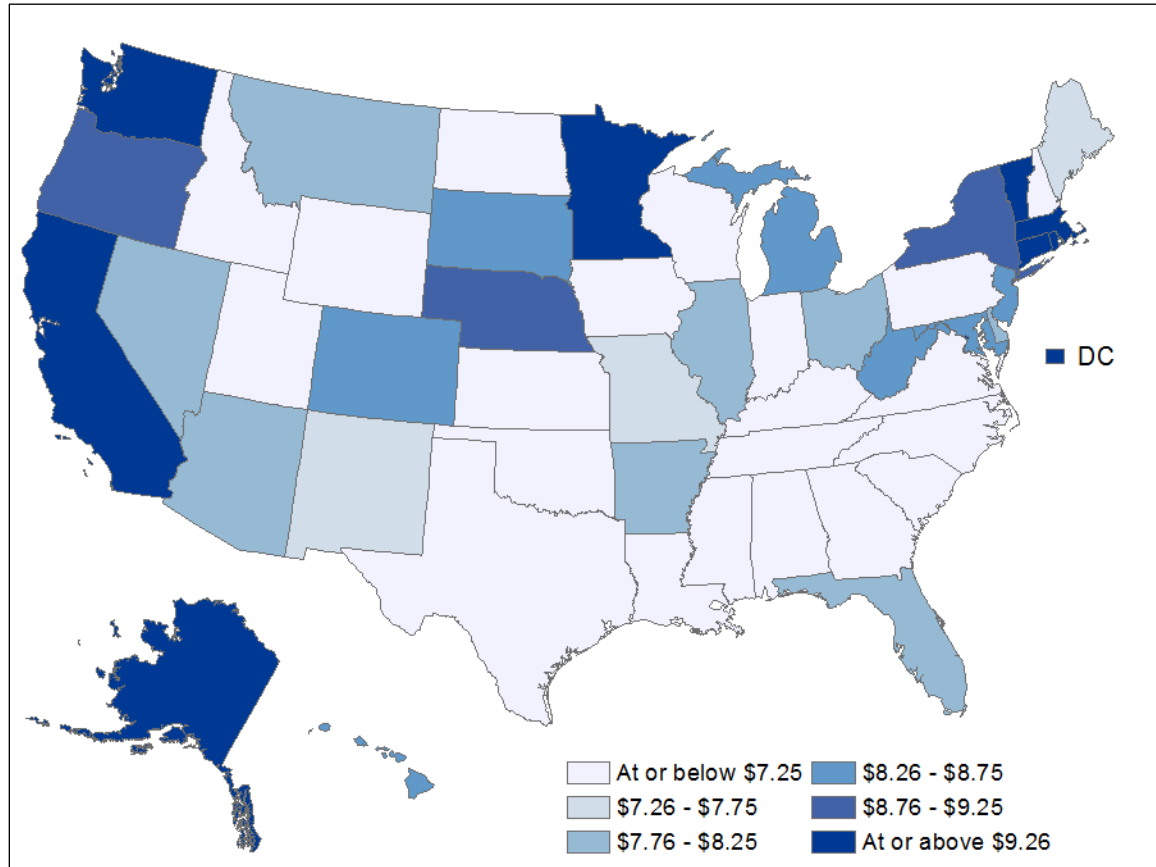 DC
At or below $7.25
$7.26 - $7.75
$7.76 - $8.25
$8.26 - $8.75
$8.76 - $9.25
At or above $9.26